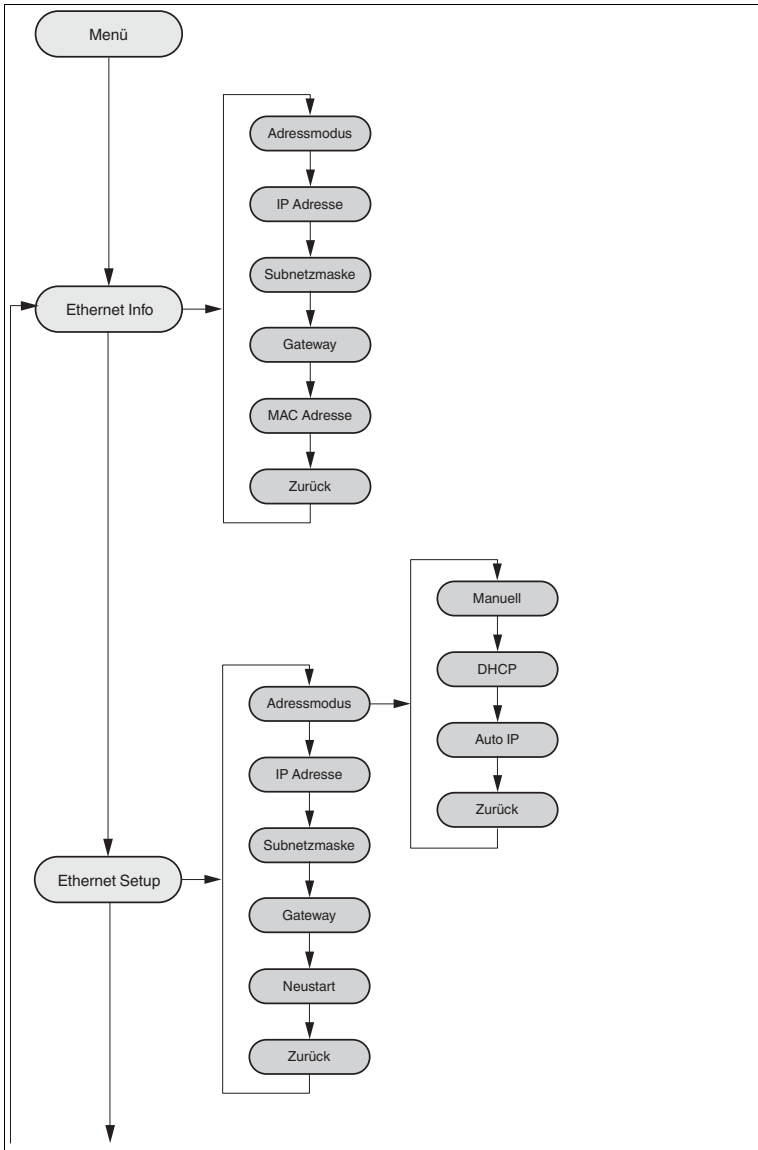 Menü
Ethernet Info
Adressmodus
IP Adresse
Subnetzmaske
Gateway
MAC Adresse
Zurück
Ethernet Setup
Adressmodus
IP Adresse
Subnetzmaske
Gateway
Neustart
Zurück
Manuell
DHCP
Auto IP
Zurück